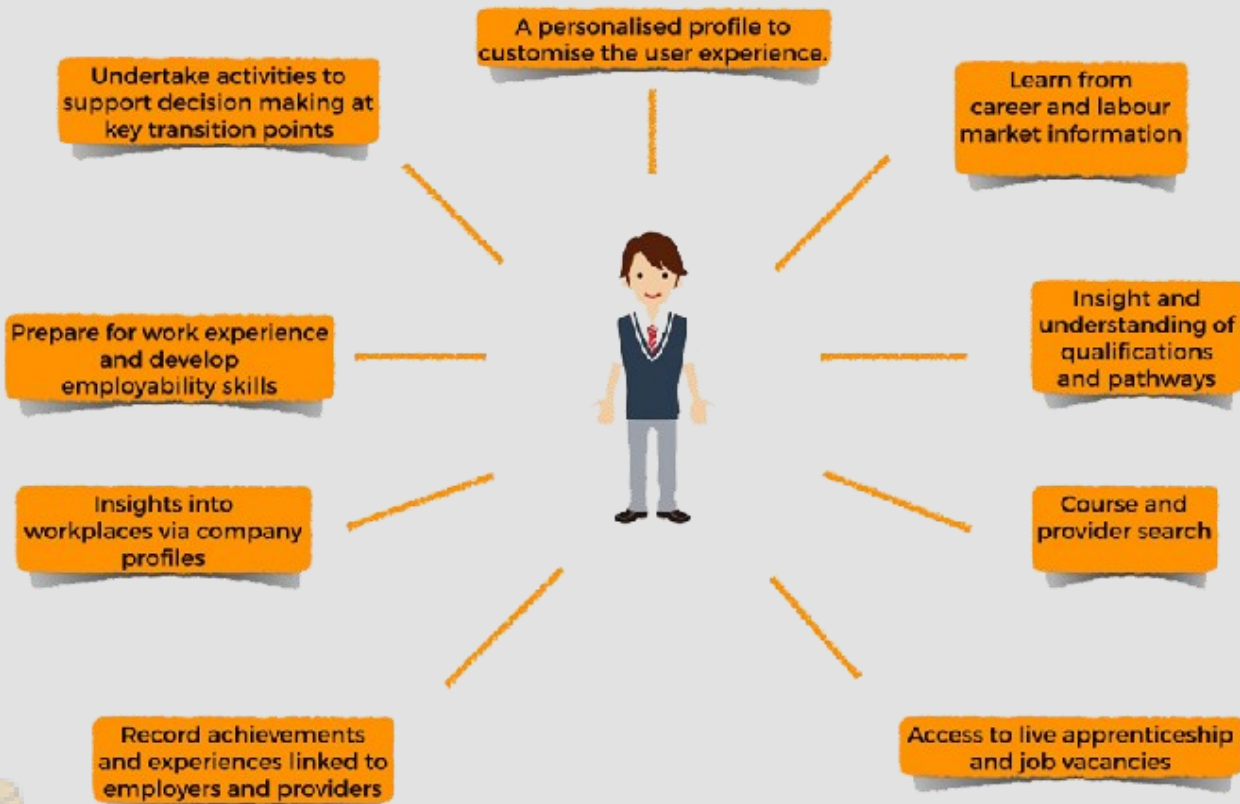 A personalised profile to
customise the user experience.
Undertake activities to
support decision making at
key transition points
Learn from
career and labour
market information
Prepare for work experience
and develop
employability skills
Insight and
understanding of
qualifications
and pathways
Insights into
workplaces via company
profiles
Course and
provider search
Record achievements
and experiences linked to
employers and providers
Access to live apprenticeship
and job vacancies